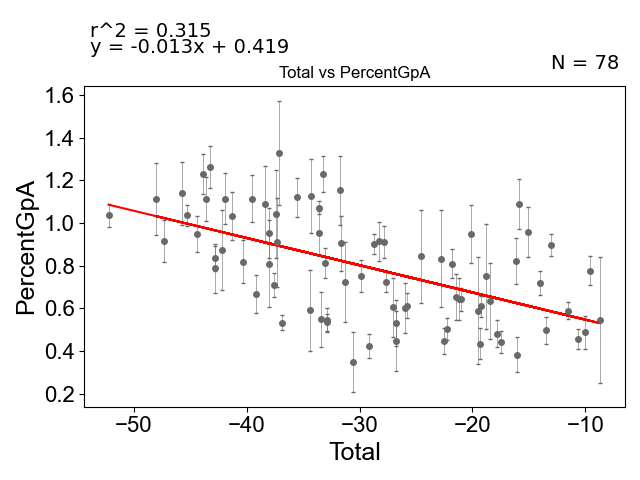 r^2 = 0.315
y = -0.013x + 0.419
N = 78
Total vs PercentGpA
PercentGpA
1.6
1.4
1.2
1.0
0.8
0.6
0.4
0.2
−50 −40 −30 −20 −10
Total